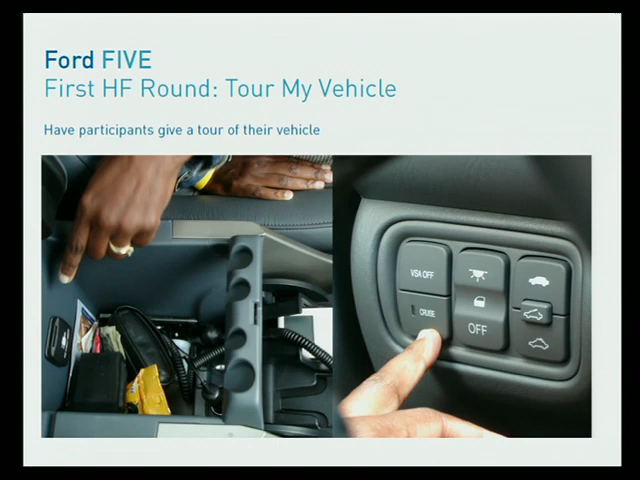 Ford FIVE
First HF Round: Tour My Vehicle
Have participants give a tour of their vehicle
VSA OFF
CRUISE
OFF